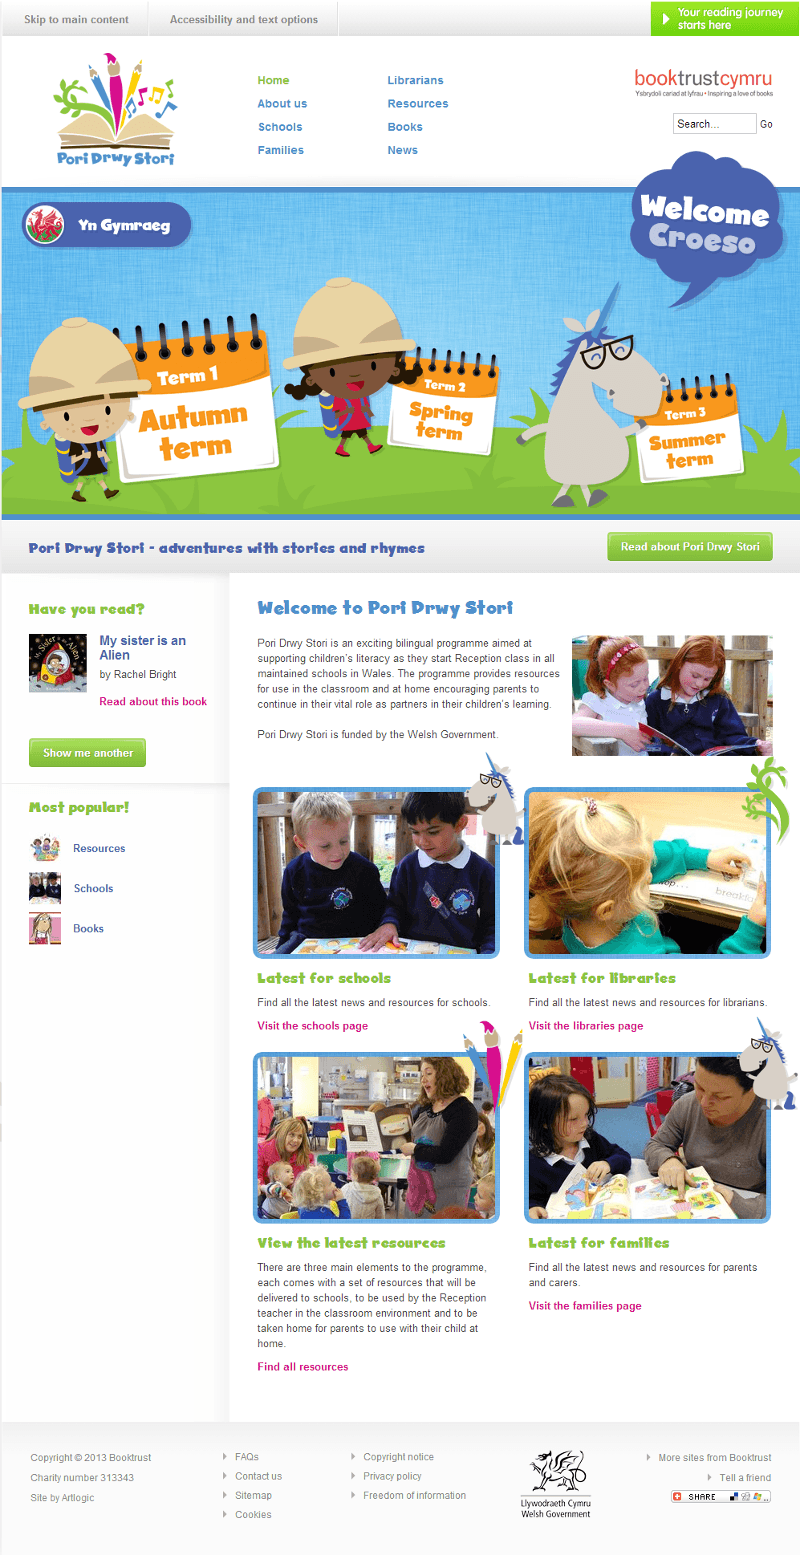 Skip to main content
Accessibility and text options
Your reading journey
starts here
Pori Drwy Stori
Home
About us
Schools
Families
Librarians
Resources
Books
News
booktrustcymru
Ysbrydoli cariad at lyfrau • Inspiring a love of books
Search... Go
Yn Gymraeg
Welcome
Croeso
Term 1
Autumn
term
Term 2
Spring
term
Term 3
Summer
term
Pori Drwy Stori - adventures with stories and rhymes
Read about Pori Drwy Stori
Have you read?
My sister is an
Alien
by Rachel Bright
Read about this book
Show me another
Most popular!
Resources
Schools
Books
Welcome to Pori Drwy Stori
Pori Drwy Stori is an exciting bilingual programme aimed at
supporting children's literacy as they start Reception class in all
maintained schools in Wales. The programme provides resources
for use in the classroom and at home encouraging parents to
continue in their vital role as partners in their children's learning.
Pori Drwy Stori is funded by the Welsh Government.
Latest for schools
Find all the latest news and resources for schools.
Visit the schools page
Latest for libraries
Find all the latest news and resources for librarians.
Visit the libraries page
View the latest resources
There are three main elements to the programme,
each comes with a set of resources that will be
delivered to schools, to be used by the Reception
teacher in the classroom environment and to be
taken home for parents to use with their child at
home.
Find all resources
Latest for families
Find all the latest news and resources for parents
and carers.
Visit the families page
Copyright © 2013 Booktrust
Charity number 313343
Site by Artlogic
FAQs
Contact us
Sitemap
Cookies
Copyright notice
Privacy policy
Freedom of information
Llywodraeth Cymru
Welsh Government
More sites from Booktrust
Tell a friend
SHARE